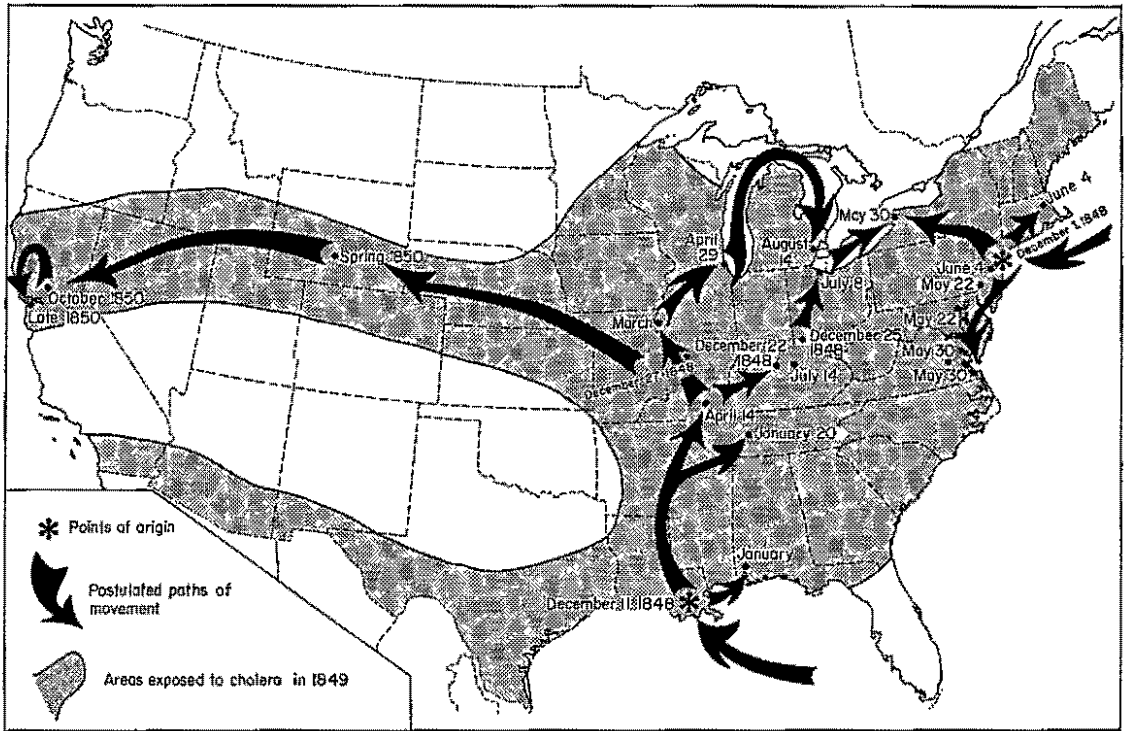 June 4
May 30
December 1, 1848
April
29
August
14
June 4
May 22
Spring 1850
July 8
October 1850
Late 1850
March
May 22
December 22
1848
December 25
1848
May 30
May 30
July 14
December 27, 1848
April 14
January 20
January
December 11, 1848
Points of origin
Postulated paths of
movement
Areas exposed to cholera in 1849